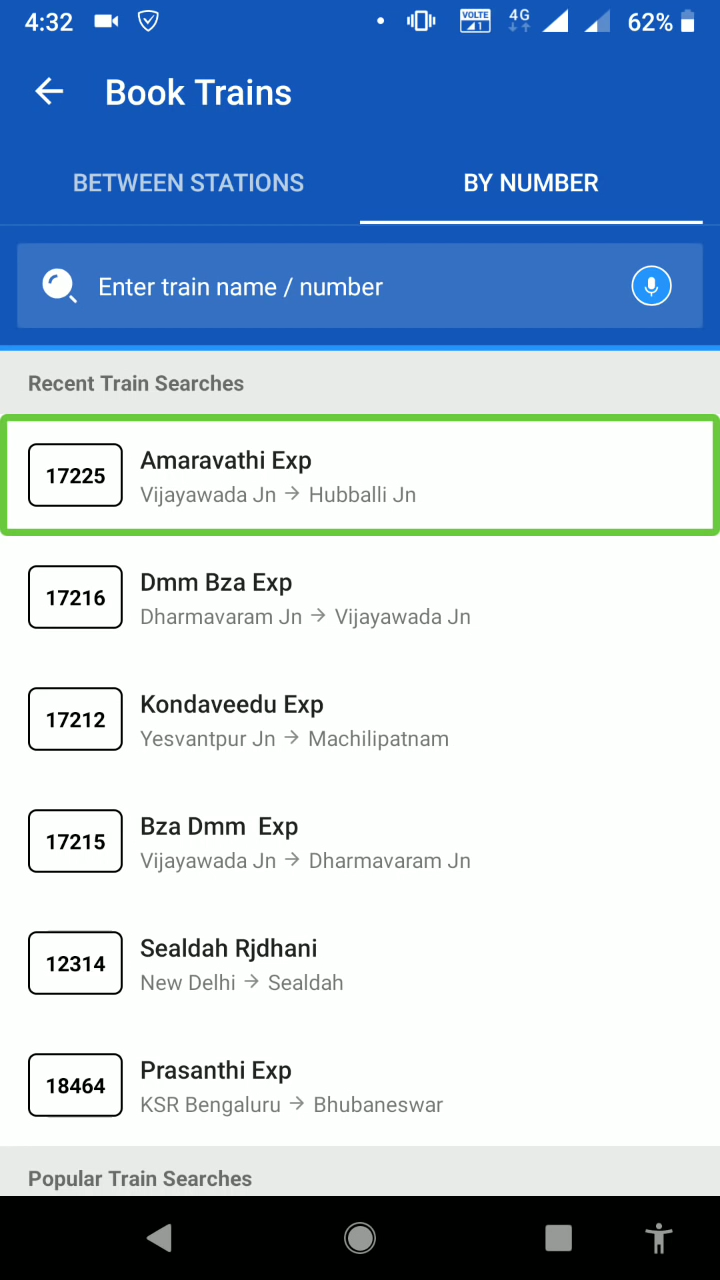 4:32
VOLTE 1 4G 62%
Book Trains
BETWEEN STATIONS BY NUMBER
Enter train name / number
Recent Train Searches
17225 Amaravathi Exp
Vijayawada Jn → Hubballi Jn
17216 Dmm Bza Exp
Dharmavaram Jn → Vijayawada Jn
17212 Kondaveedu Exp
Yesvantpur Jn → Machilipatnam
17215 Bza Dmm  Exp
Vijayawada Jn → Dharmavaram Jn
12314 Sealdah Rjdhani
New Delhi → Sealdah
18464 Prasanthi Exp
KSR Bengaluru → Bhubaneswar
Popular Train Searches